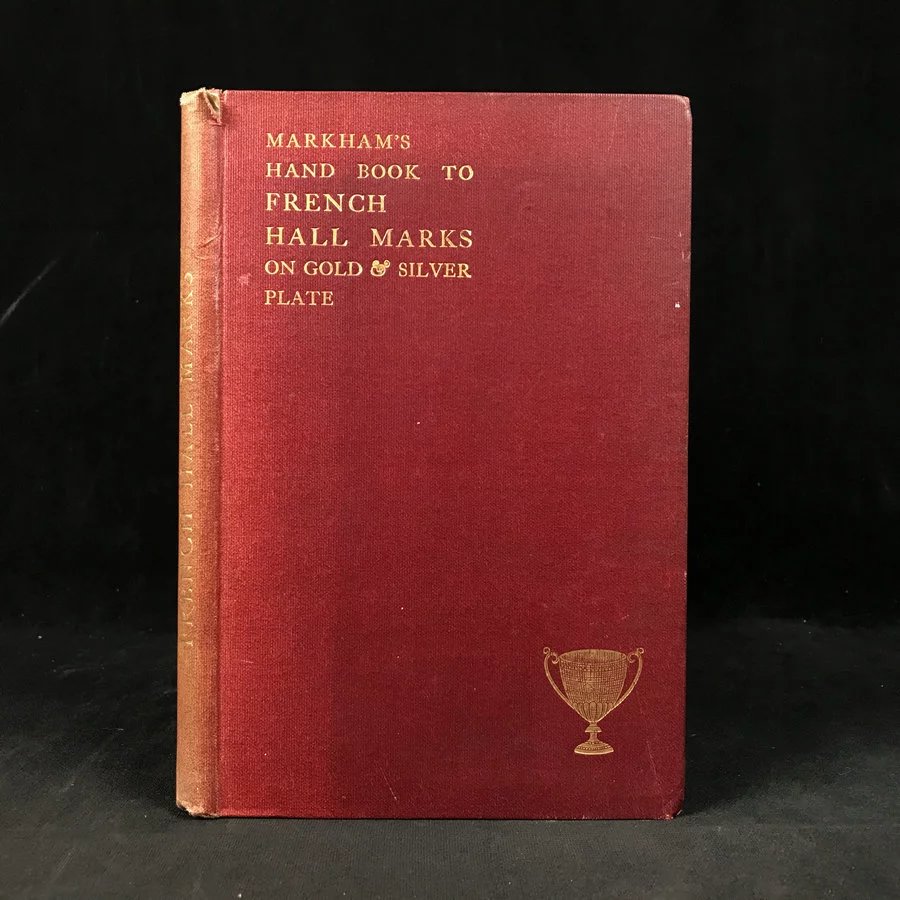 MARKHAM'S
HAND BOOK TO
FRENCH
HALL MARKS
ON GOLD & SILVER
PLATE
FRENCH HALL MARKS